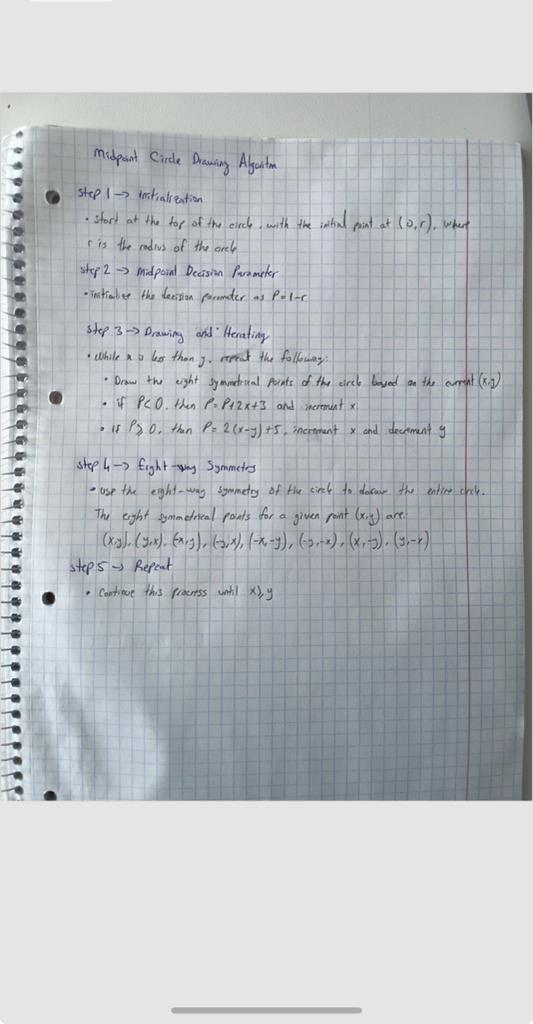 Midpoint Circle Drawing Algoritm
Step 1 → initialization
• Start at the top of the circle, with the initial point at (0,r), where
r is the radius of the circle
step 2 → Midpoint Decision Parameter
• initialize the decision parameter as P=1-r
Step 3 → Drawing and Iterating
• While x is less than y, repeat the following:
• Draw the eight symmetrical points of the circle based on the current (x,y)
• if P<0, then P=P+2x+3 and increment x
• if P≥0, then P= 2(x-y)+5, increment x and decrement y
step 4 → Eight-way Symmetry
• use the eight-way symmetry of the circle to draw the entire circle.
The eight symmetrical points for a given point (x,y) are:
(x,y), (y,x), (-x,y), (-y,x), (-x,-y), (-y,-x), (x,-y), (y,-x)
step 5 → Repeat
• Continue this process until x≥y